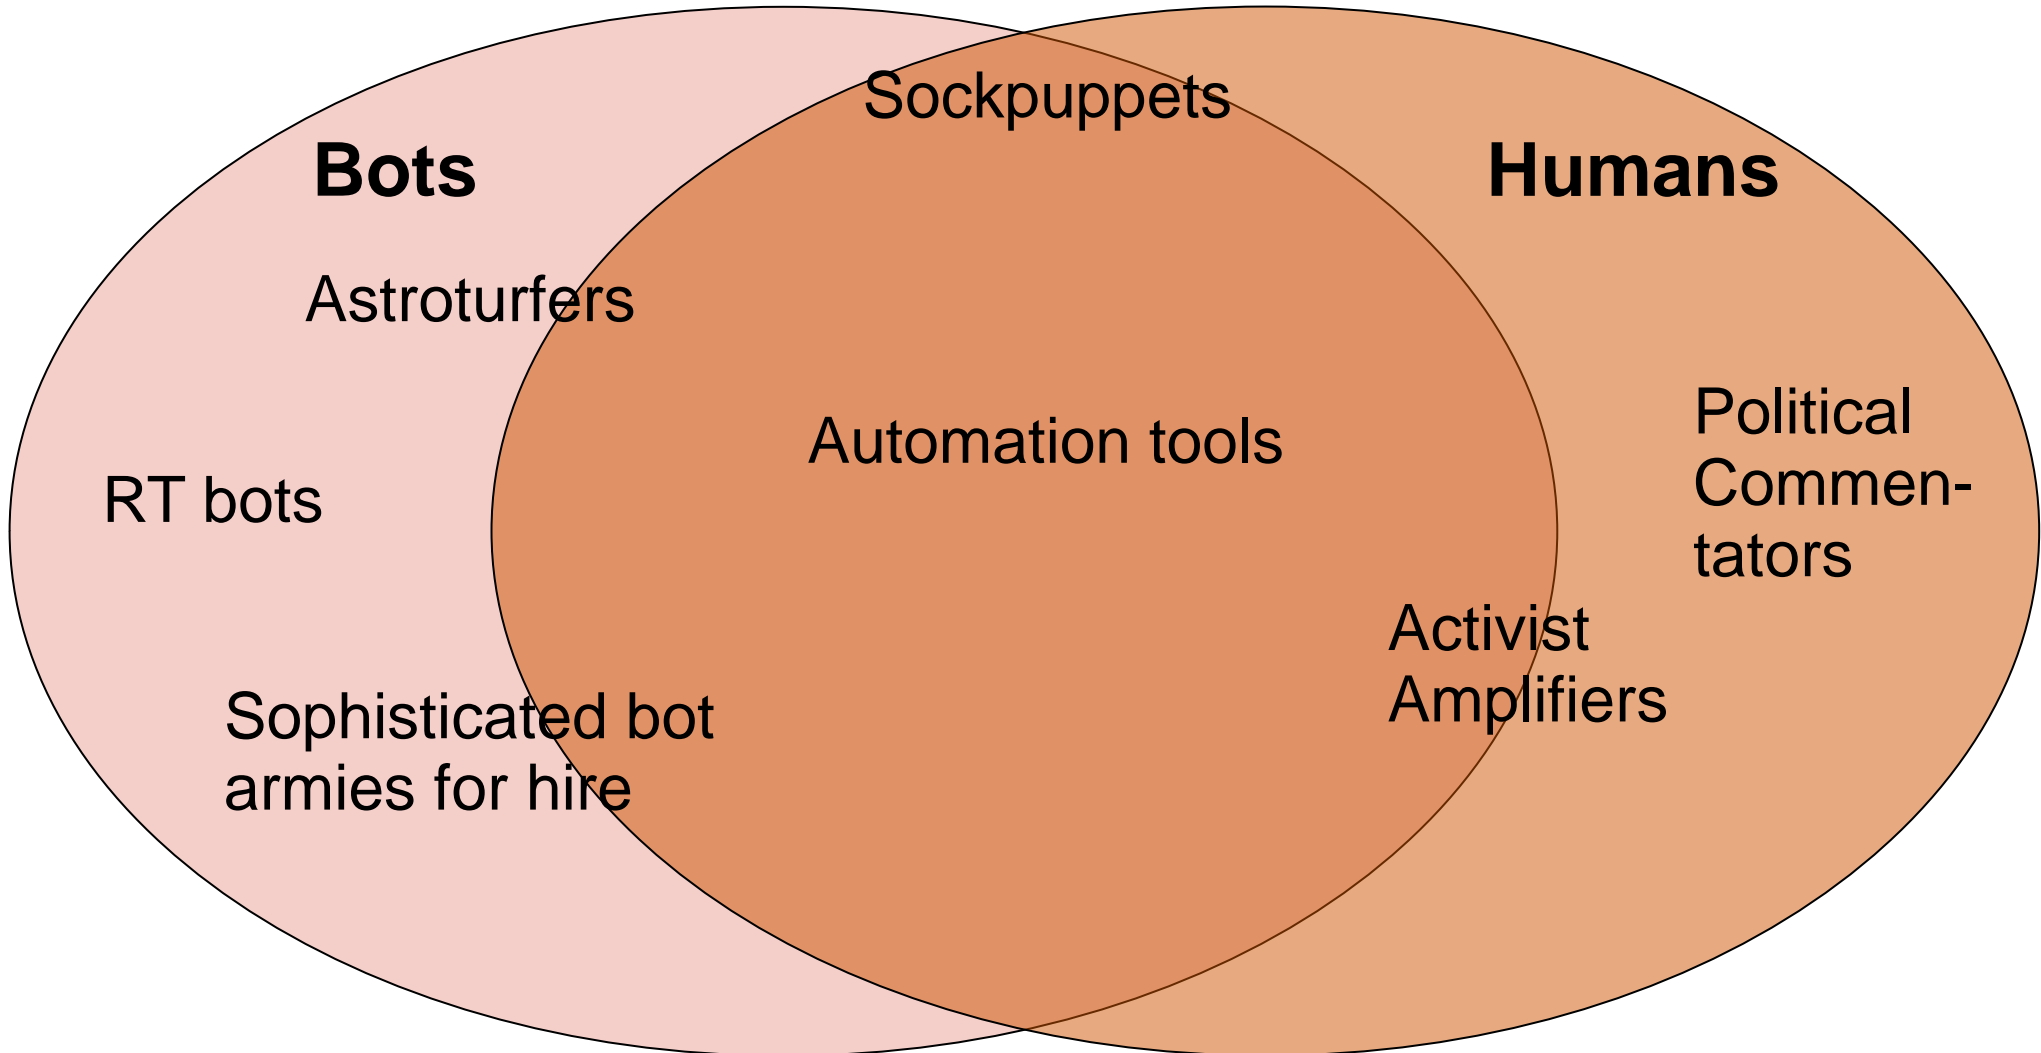 Sockpuppets
Bots
Humans
Astroturfers
Automation tools
Political
Commen-
tators
RT bots
Activist
Amplifiers
Sophisticated bot
armies for hire